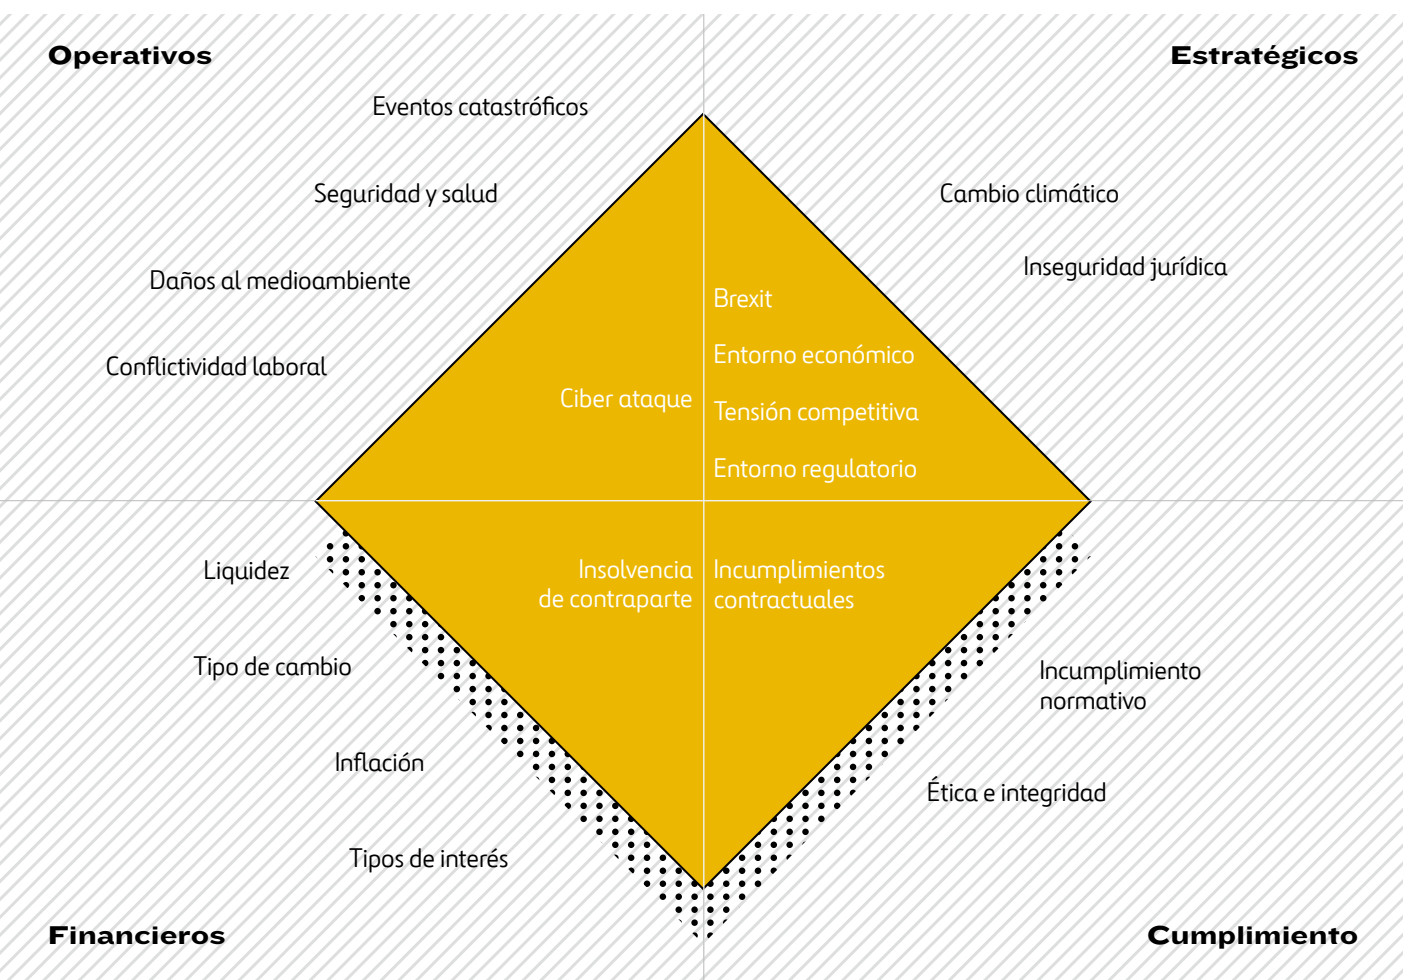 Operativos
Eventos catastróficos
Seguridad y salud
Daños al medioambiente
Conflictividad laboral
Ciber ataque
Estratégicos
Cambio climático
Inseguridad jurídica
Brexit
Entorno económico
Tensión competitiva
Entorno regulatorio
Liquidez
Insolvencia
de contraparte
Tipo de cambio
Inflación
Tipos de interés
Financieros
Incumplimientos
contractuales
Incumplimiento
normativo
Ética e integridad
Cumplimiento